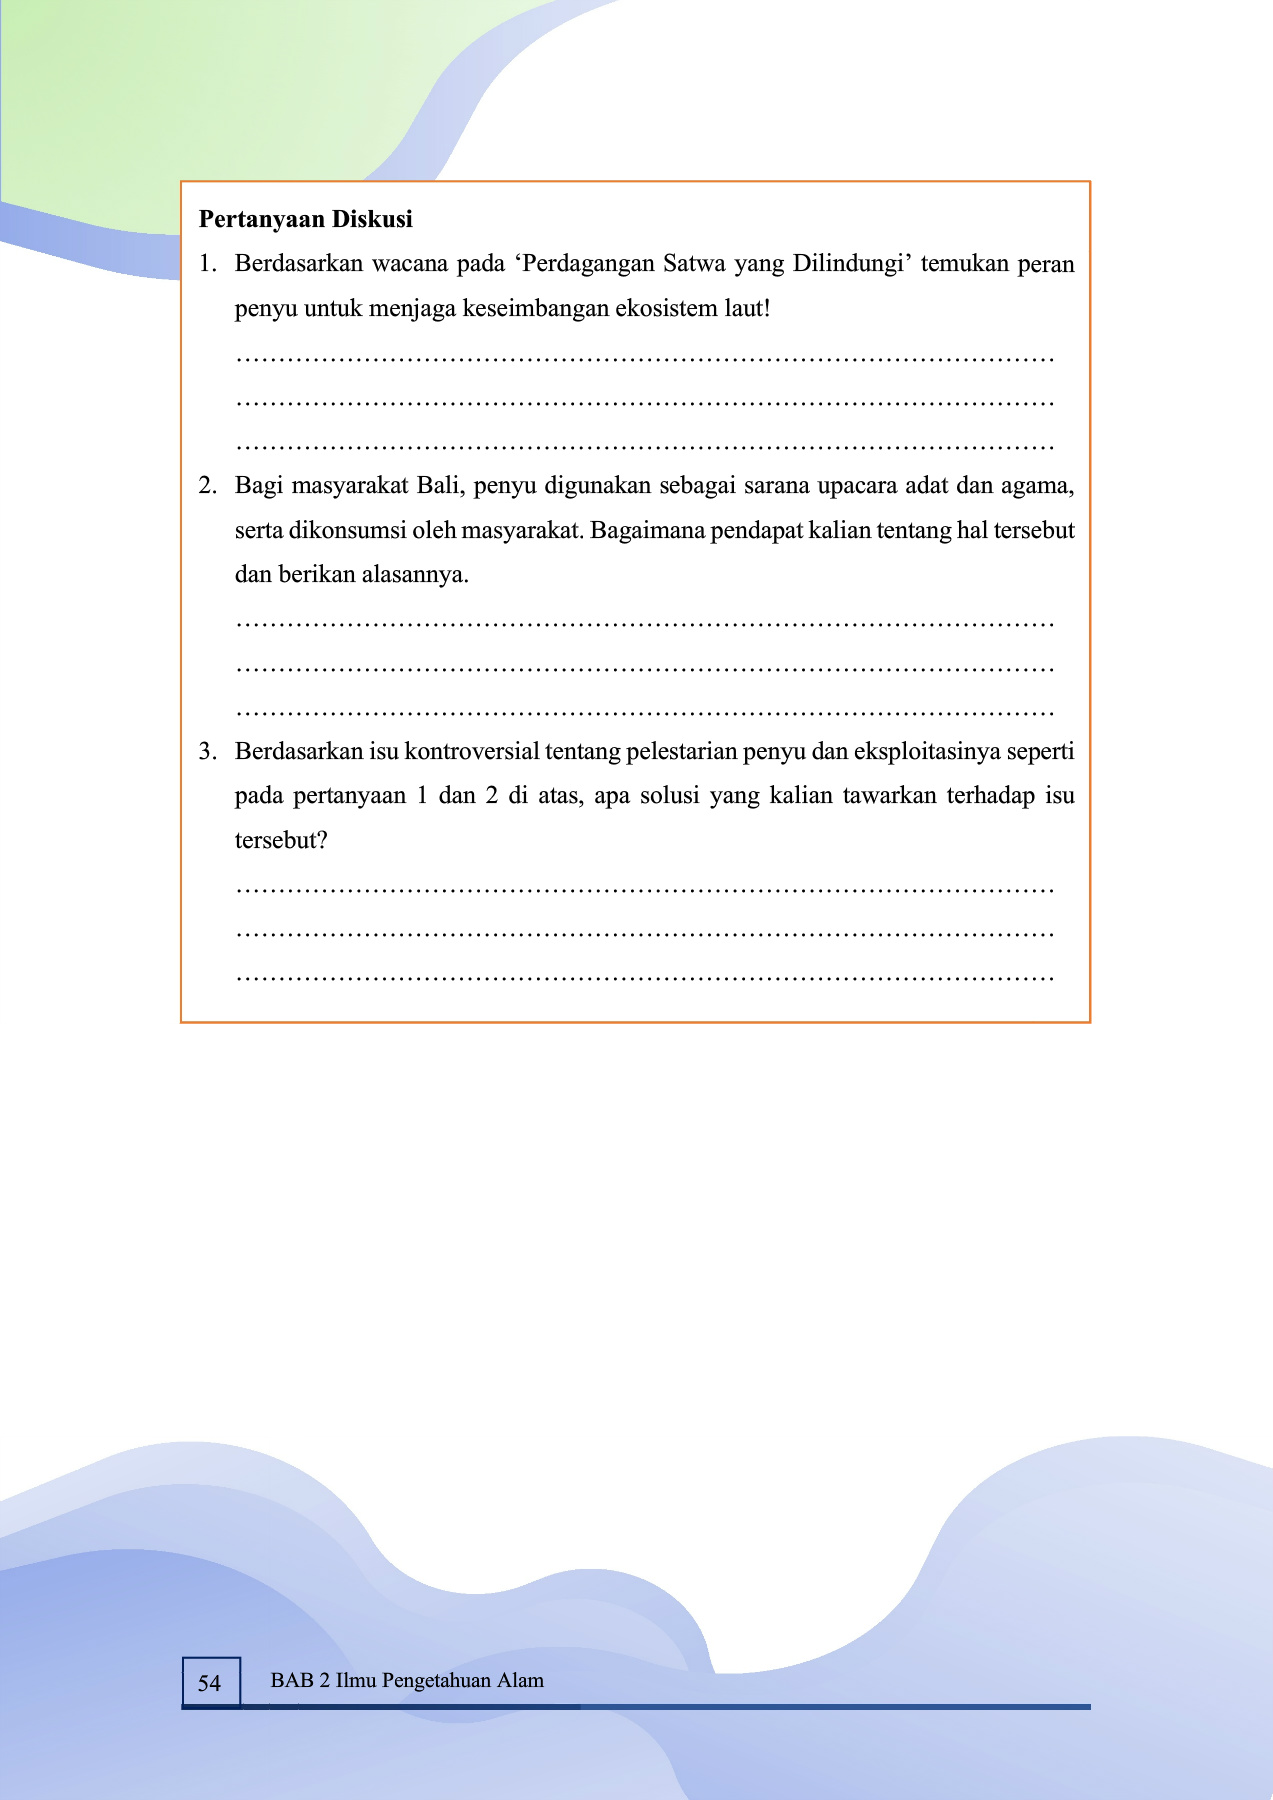 Pertanyaan Diskusi
1. Berdasarkan wacana pada ‘Perdagangan Satwa yang Dilindungi’ temukan peran
penyu untuk menjaga keseimbangan ekosistem laut!
……………………………………………………………………………………
……………………………………………………………………………………
……………………………………………………………………………………
2. Bagi masyarakat Bali, penyu digunakan sebagai sarana upacara adat dan agama,
serta dikonsumsi oleh masyarakat. Bagaimana pendapat kalian tentang hal tersebut
dan berikan alasannya.
……………………………………………………………………………………
……………………………………………………………………………………
……………………………………………………………………………………
3. Berdasarkan isu kontroversial tentang pelestarian penyu dan eksploitasinya seperti
pada pertanyaan 1 dan 2 di atas, apa solusi yang kalian tawarkan terhadap isu
tersebut?
……………………………………………………………………………………
……………………………………………………………………………………
……………………………………………………………………………………
54 BAB 2 Ilmu Pengetahuan Alam